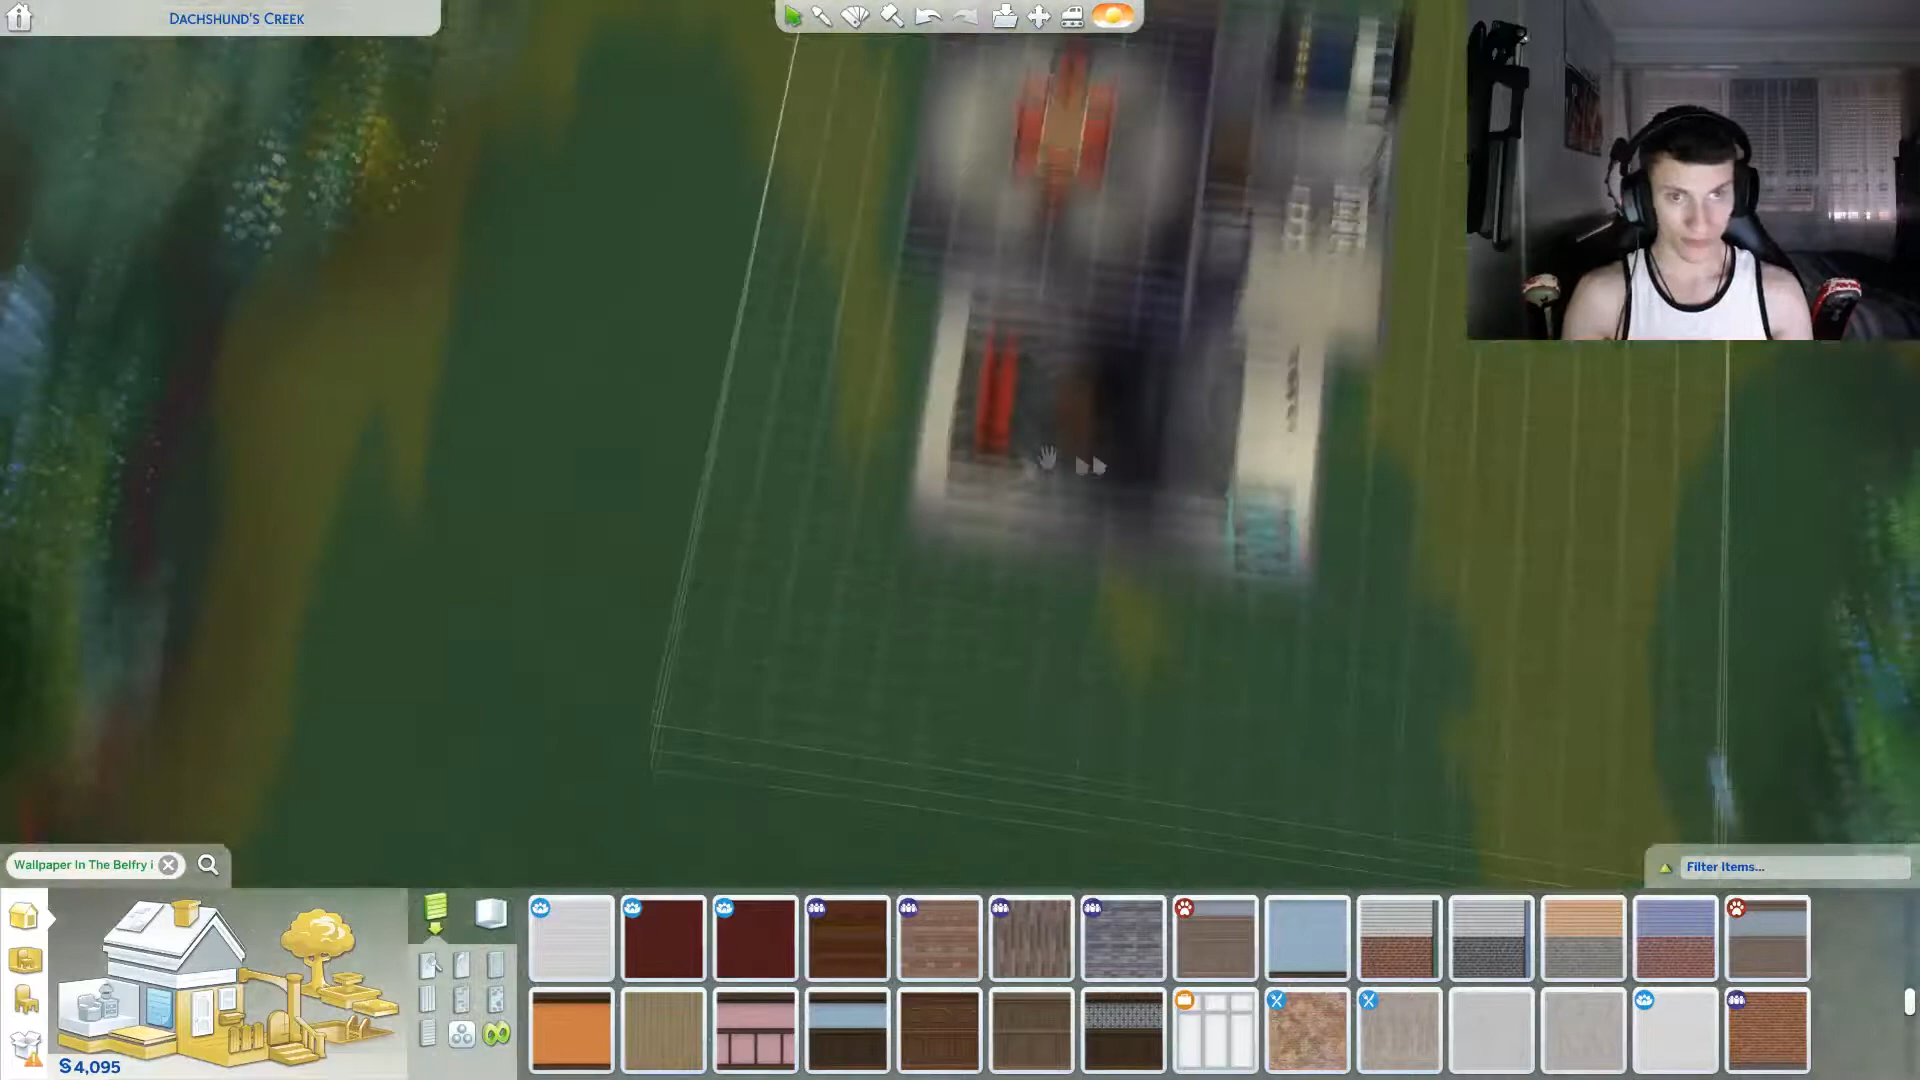 DACHSHUND'S CREEK
Wallpaper In The Belfry i
Filter Items...
§4,095